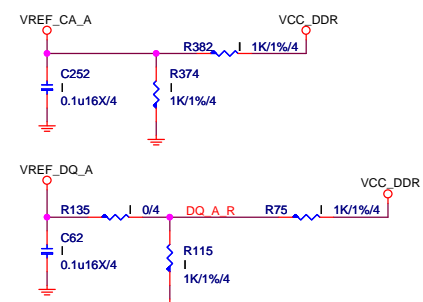 VREF_CA_A
VCC_DDR
R382 I 1K/1%/4
C252
I
0.1u16X/4
R374
I
1K/1%/4
VREF_DQ_A
VCC_DDR
R135 I 0/4 DQ_A_R R75 I 1K/1%/4
C62
I
0.1u16X/4
R115
I
1K/1%/4